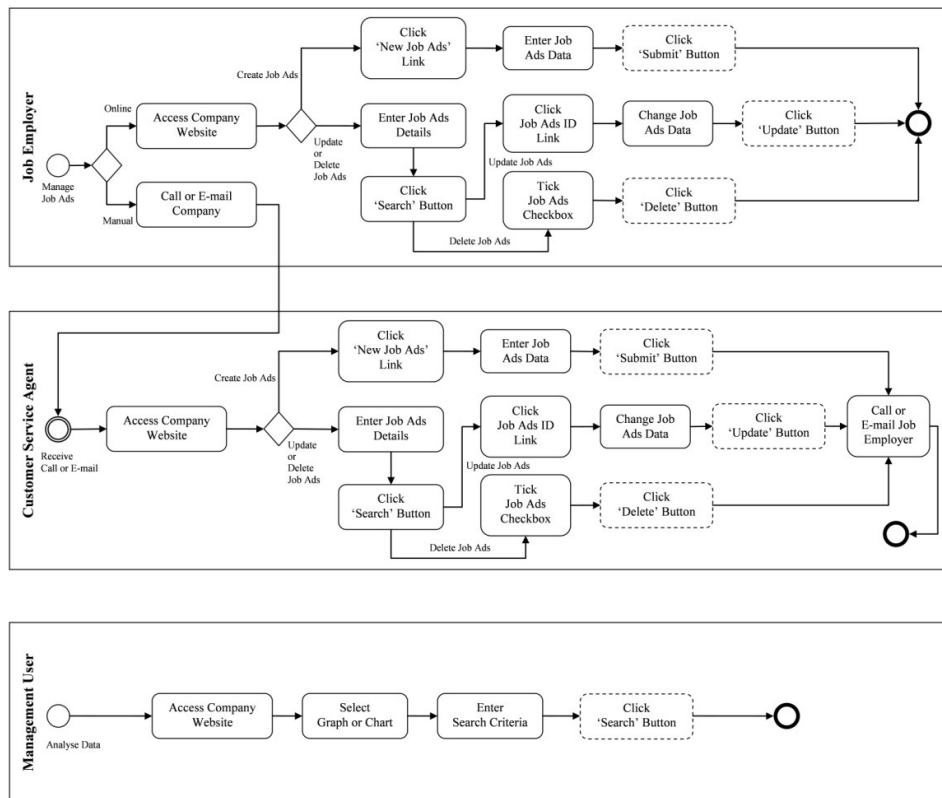 Job Employer
Manage
Job Ads
Online
Manual
Access Company
Website
Call or E-mail
Company
Create Job Ads
Update
or
Delete
Job Ads
Click
‘New Job Ads’
Link
Enter Job
Ads Data
Click
‘Submit’ Button
Enter Job Ads
Details
Click
‘Search’ Button
Update Job Ads
Delete Job Ads
Click
Job Ads ID
Link
Change Job
Ads Data
Click
‘Update’ Button
Tick
Job Ads
Checkbox
Click
‘Delete’ Button
Customer Service Agent
Receive
Call or E-mail
Access Company
Website
Create Job Ads
Update
or
Delete
Job Ads
Click
‘New Job Ads’
Link
Enter Job
Ads Data
Click
‘Submit’ Button
Enter Job Ads
Details
Click
‘Search’ Button
Update Job Ads
Delete Job Ads
Click
Job Ads ID
Link
Change Job
Ads Data
Click
‘Update’ Button
Tick
Job Ads
Checkbox
Click
‘Delete’ Button
Call or
E-mail Job
Employer
Management User
Analyse Data
Access Company
Website
Select
Graph or Chart
Enter
Search Criteria
Click
‘Search’ Button